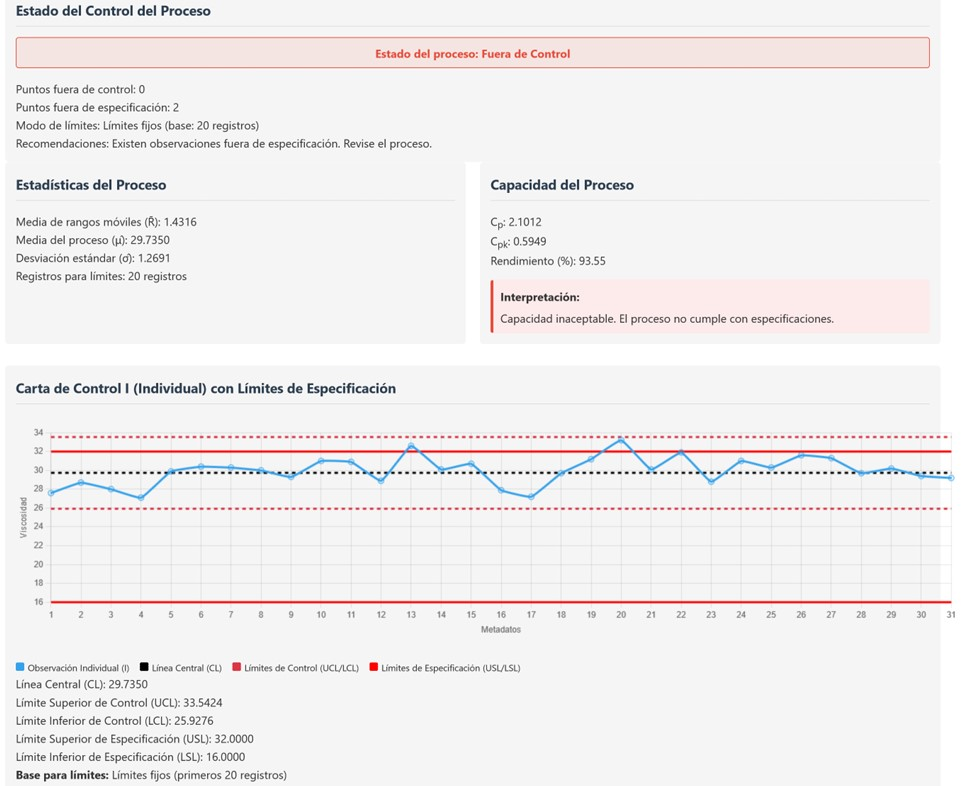 Estado del Control del Proceso
Estado del proceso: Fuera de Control
Puntos fuera de control: 0
Puntos fuera de especificación: 2
Modo de límites: Límites fijos (base: 20 registros)
Recomendaciones: Existen observaciones fuera de especificación. Revise el proceso.
Estadísticas del Proceso
Media de rangos móviles (R̄): 1.4316
Media del proceso (μ̂): 29.7350
Desviación estándar (σ̂): 1.2691
Registros para límites: 20 registros
Capacidad del Proceso
Cp: 2.1012
Cpk: 0.5949
Rendimiento (%): 93.55
Interpretación:
Capacidad inaceptable. El proceso no cumple con especificaciones.
Carta de Control I (Individual) con Límites de Especificación
34
32
30
28
26
24
22
20
18
16
Viscosidad
1 2 3 4 5 6 7 8 9 10 11 12 13 14 15 16 17 18 19 20 21 22 23 24 25 26 27 28 29 30 31
Metadatos
Observación Individual (I) Línea Central (CL) Límites de Control (UCL/LCL) Límites de Especificación (USL/LSL)
Línea Central (CL): 29.7350
Límite Superior de Control (UCL): 33.5424
Límite Inferior de Control (LCL): 25.9276
Límite Superior de Especificación (USL): 32.0000
Límite Inferior de Especificación (LSL): 16.0000
Base para límites: Límites fijos (primeros 20 registros)